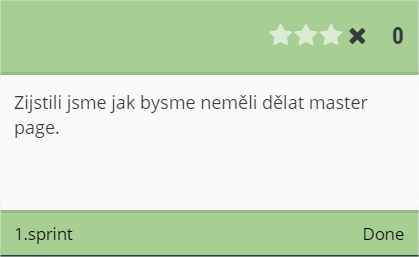 0
Zijstili jsme jak bysme neměli dělat master
page.
1.sprint Done